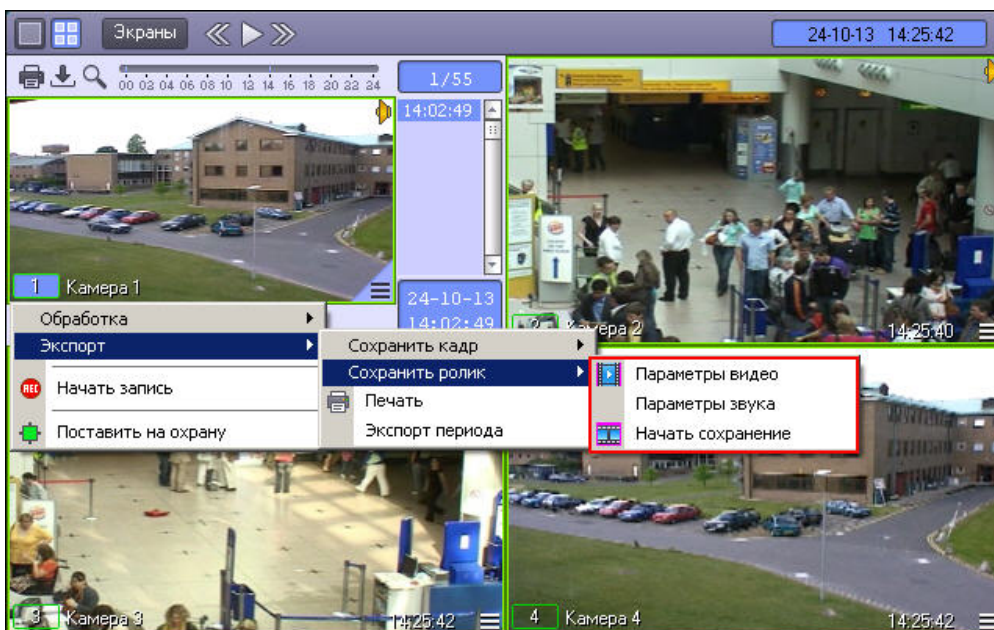 Экраны
24-10-13 14:25:42
00 02 04 06 08 10 12 14 16 18 20 22 24
1/55
14:02:49
1 Камера 1
24-10-13
14:02:49
2 Камера 2
14:25:40
Обработка
Экспорт
REC Начать запись
Поставить на охрану
Сохранить кадр
Сохранить ролик
Печать
Экспорт периода
Параметры видео
Параметры звука
Начать сохранение
3 Камера 3
14:25:42
4 Камера 4
14:25:42